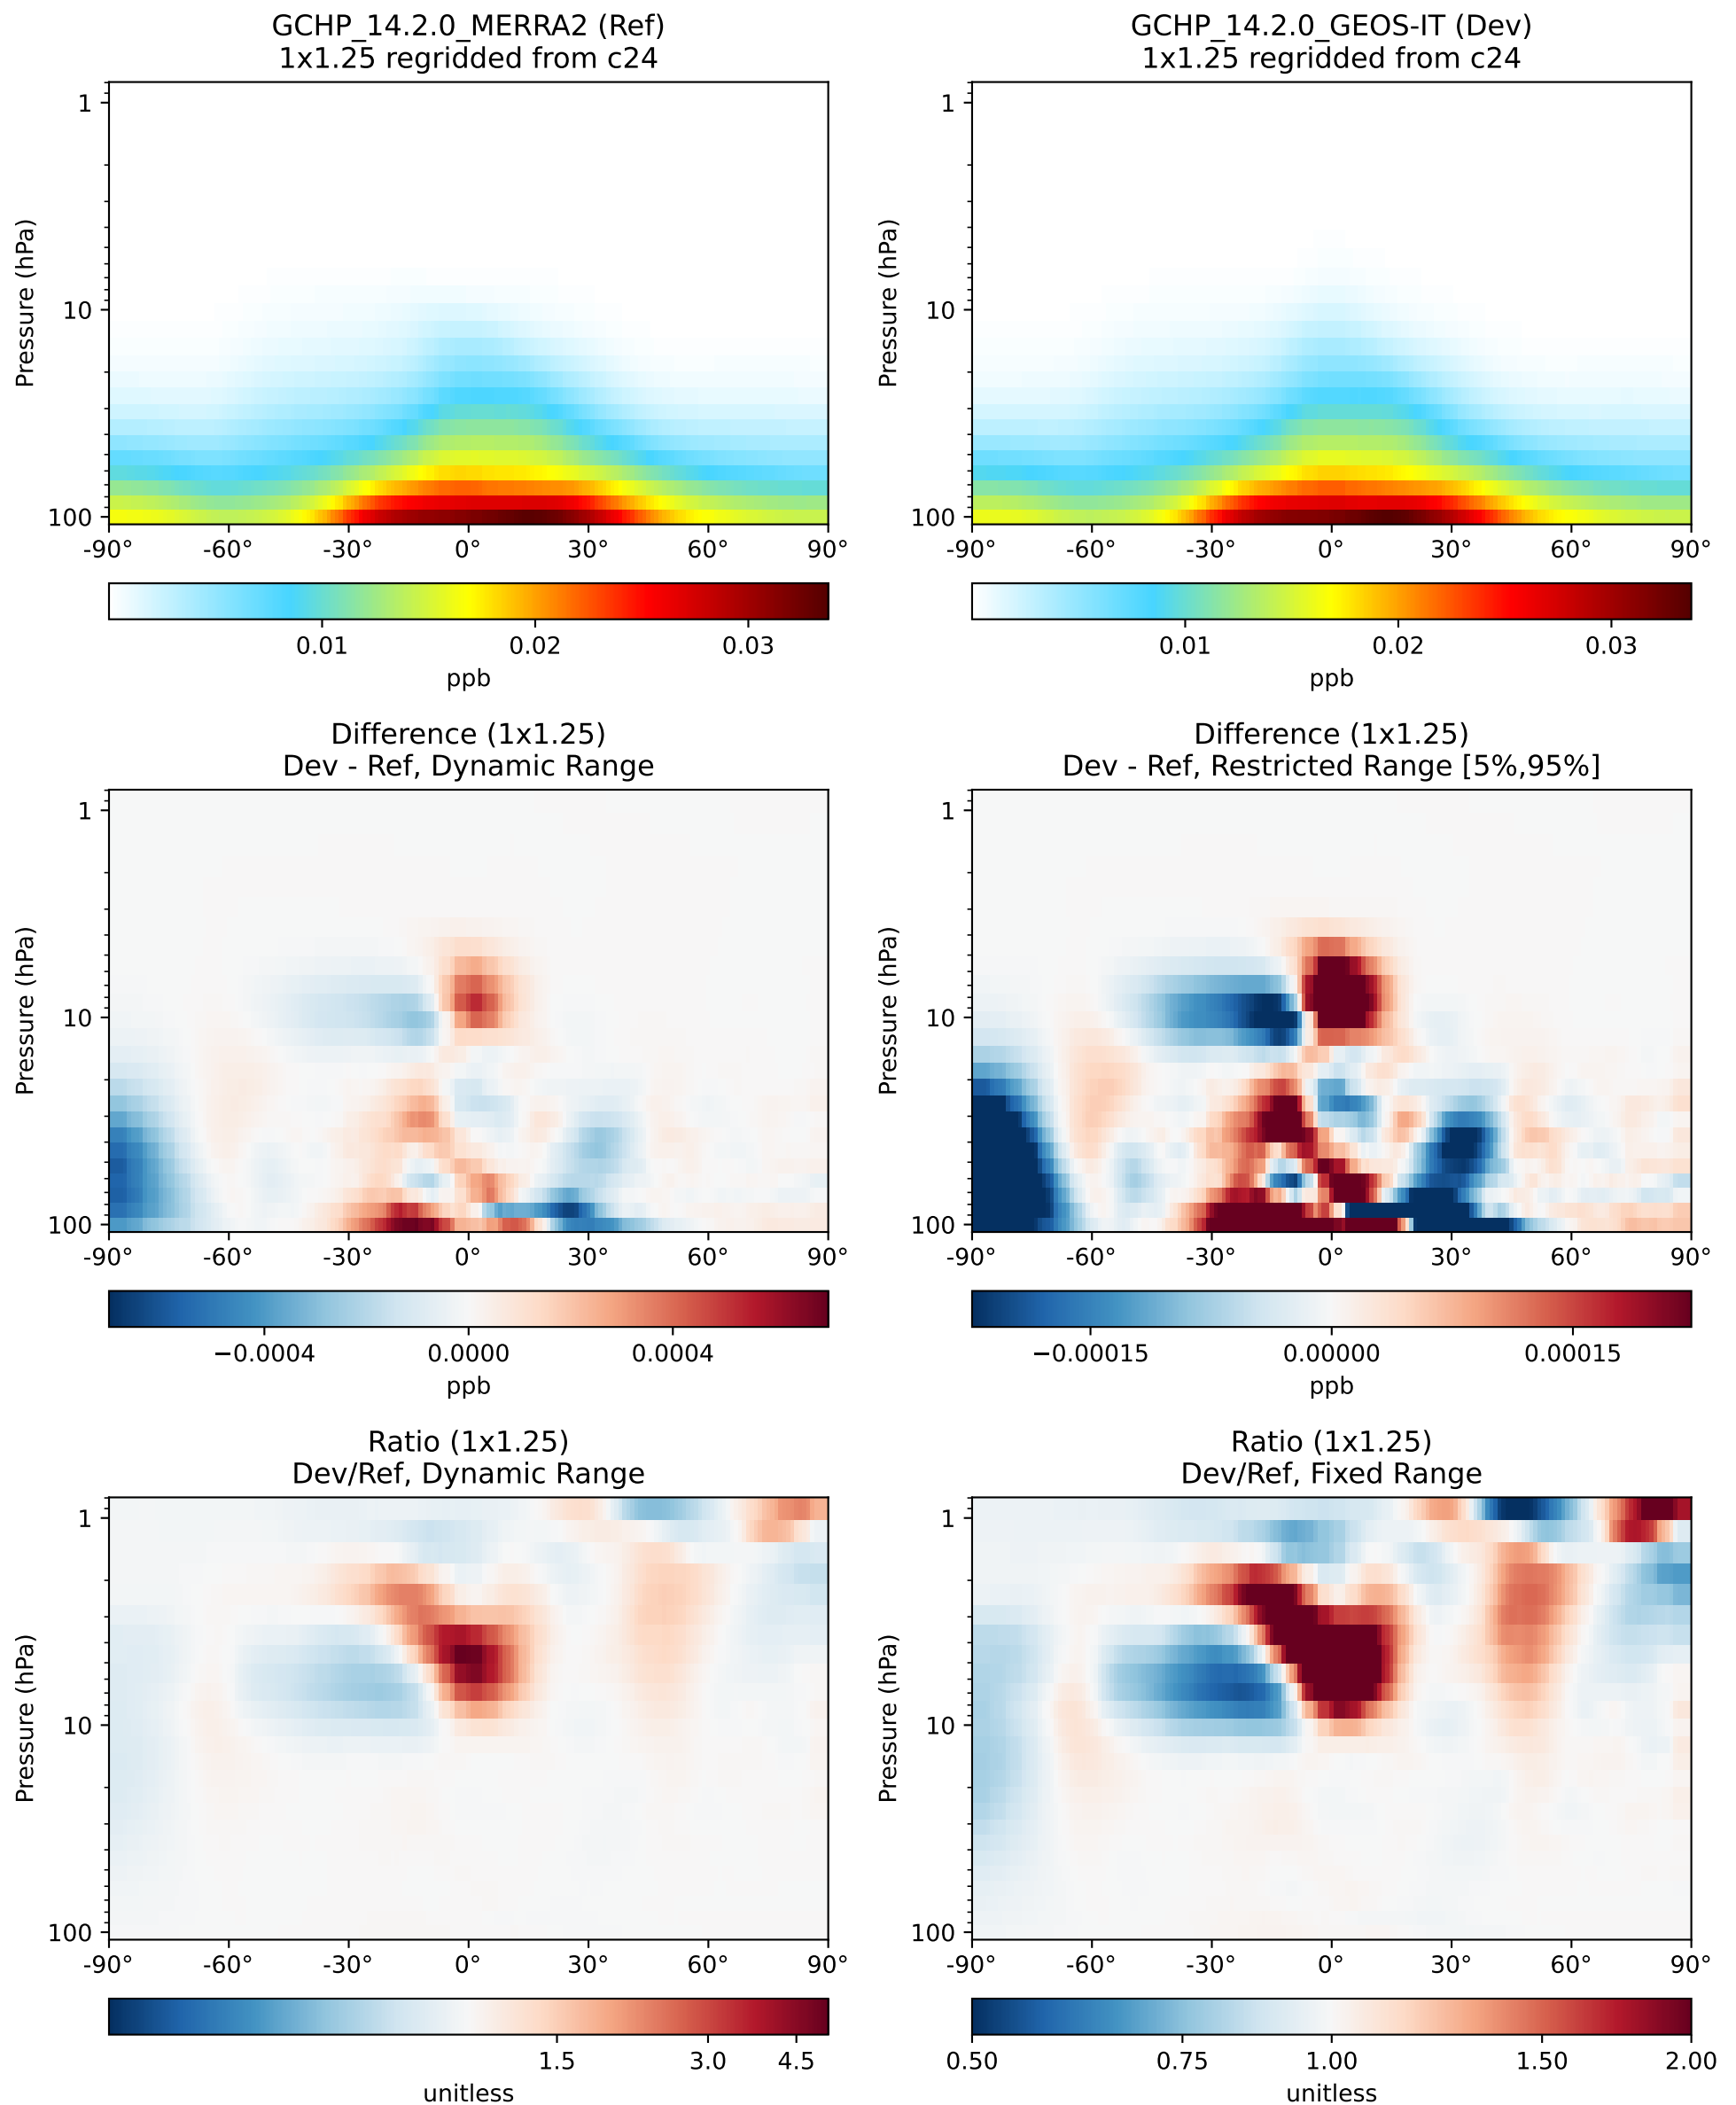 GCHP_14.2.0_MERRA2 (Ref)
1x1.25 regridded from c24
Pressure (hPa)
1
10
100
-90° -60° -30° 0° 30° 60° 90°
0.01 0.02 0.03
ppb
GCHP_14.2.0_GEOS-IT (Dev)
1x1.25 regridded from c24
Pressure (hPa)
1
10
100
-90° -60° -30° 0° 30° 60° 90°
0.01 0.02 0.03
ppb
Difference (1x1.25)
Dev - Ref, Dynamic Range
Pressure (hPa)
1
10
100
-90° -60° -30° 0° 30° 60° 90°
−0.0004 0.0000 0.0004
ppb
Difference (1x1.25)
Dev - Ref, Restricted Range [5%,95%]
Pressure (hPa)
1
10
100
-90° -60° -30° 0° 30° 60° 90°
−0.00015 0.00000 0.00015
ppb
Ratio (1x1.25)
Dev/Ref, Dynamic Range
Pressure (hPa)
1
10
100
-90° -60° -30° 0° 30° 60° 90°
1.5 3.0 4.5
unitless
Ratio (1x1.25)
Dev/Ref, Fixed Range
Pressure (hPa)
1
10
100
-90° -60° -30° 0° 30° 60° 90°
0.50 0.75 1.00 1.50 2.00
unitless